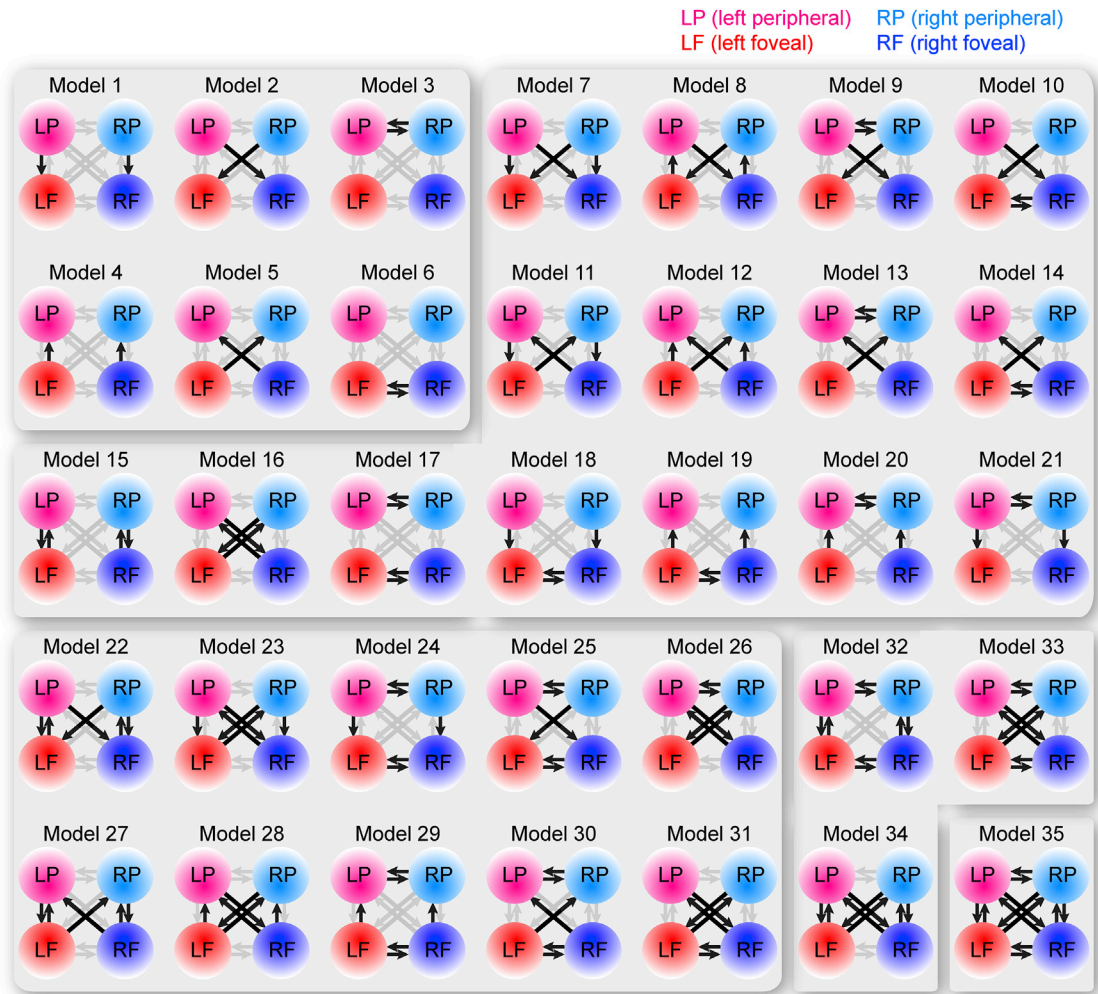 LP (left peripheral) RP (right peripheral)
LF (left foveal) RF (right foveal)
Model 1 Model 2 Model 3 Model 7 Model 8 Model 9 Model 10
LP RP LP RP LP RP LP RP LP RP LP RP LP RP
LF RF LF RF LF RF LF RF LF RF LF RF LF RF
Model 4 Model 5 Model 6 Model 11 Model 12 Model 13 Model 14
LP RP LP RP LP RP LP RP LP RP LP RP LP RP
LF RF LF RF LF RF LF RF LF RF LF RF LF RF
Model 15 Model 16 Model 17 Model 18 Model 19 Model 20 Model 21
LP RP LP RP LP RP LP RP LP RP LP RP LP RP
LF RF LF RF LF RF LF RF LF RF LF RF LF RF
Model 22 Model 23 Model 24 Model 25 Model 26 Model 32 Model 33
LP RP LP RP LP RP LP RP LP RP LP RP LP RP
LF RF LF RF LF RF LF RF LF RF LF RF LF RF
Model 27 Model 28 Model 29 Model 30 Model 31 Model 34 Model 35
LP RP LP RP LP RP LP RP LP RP LP RP LP RP
LF RF LF RF LF RF LF RF LF RF LF RF LF RF